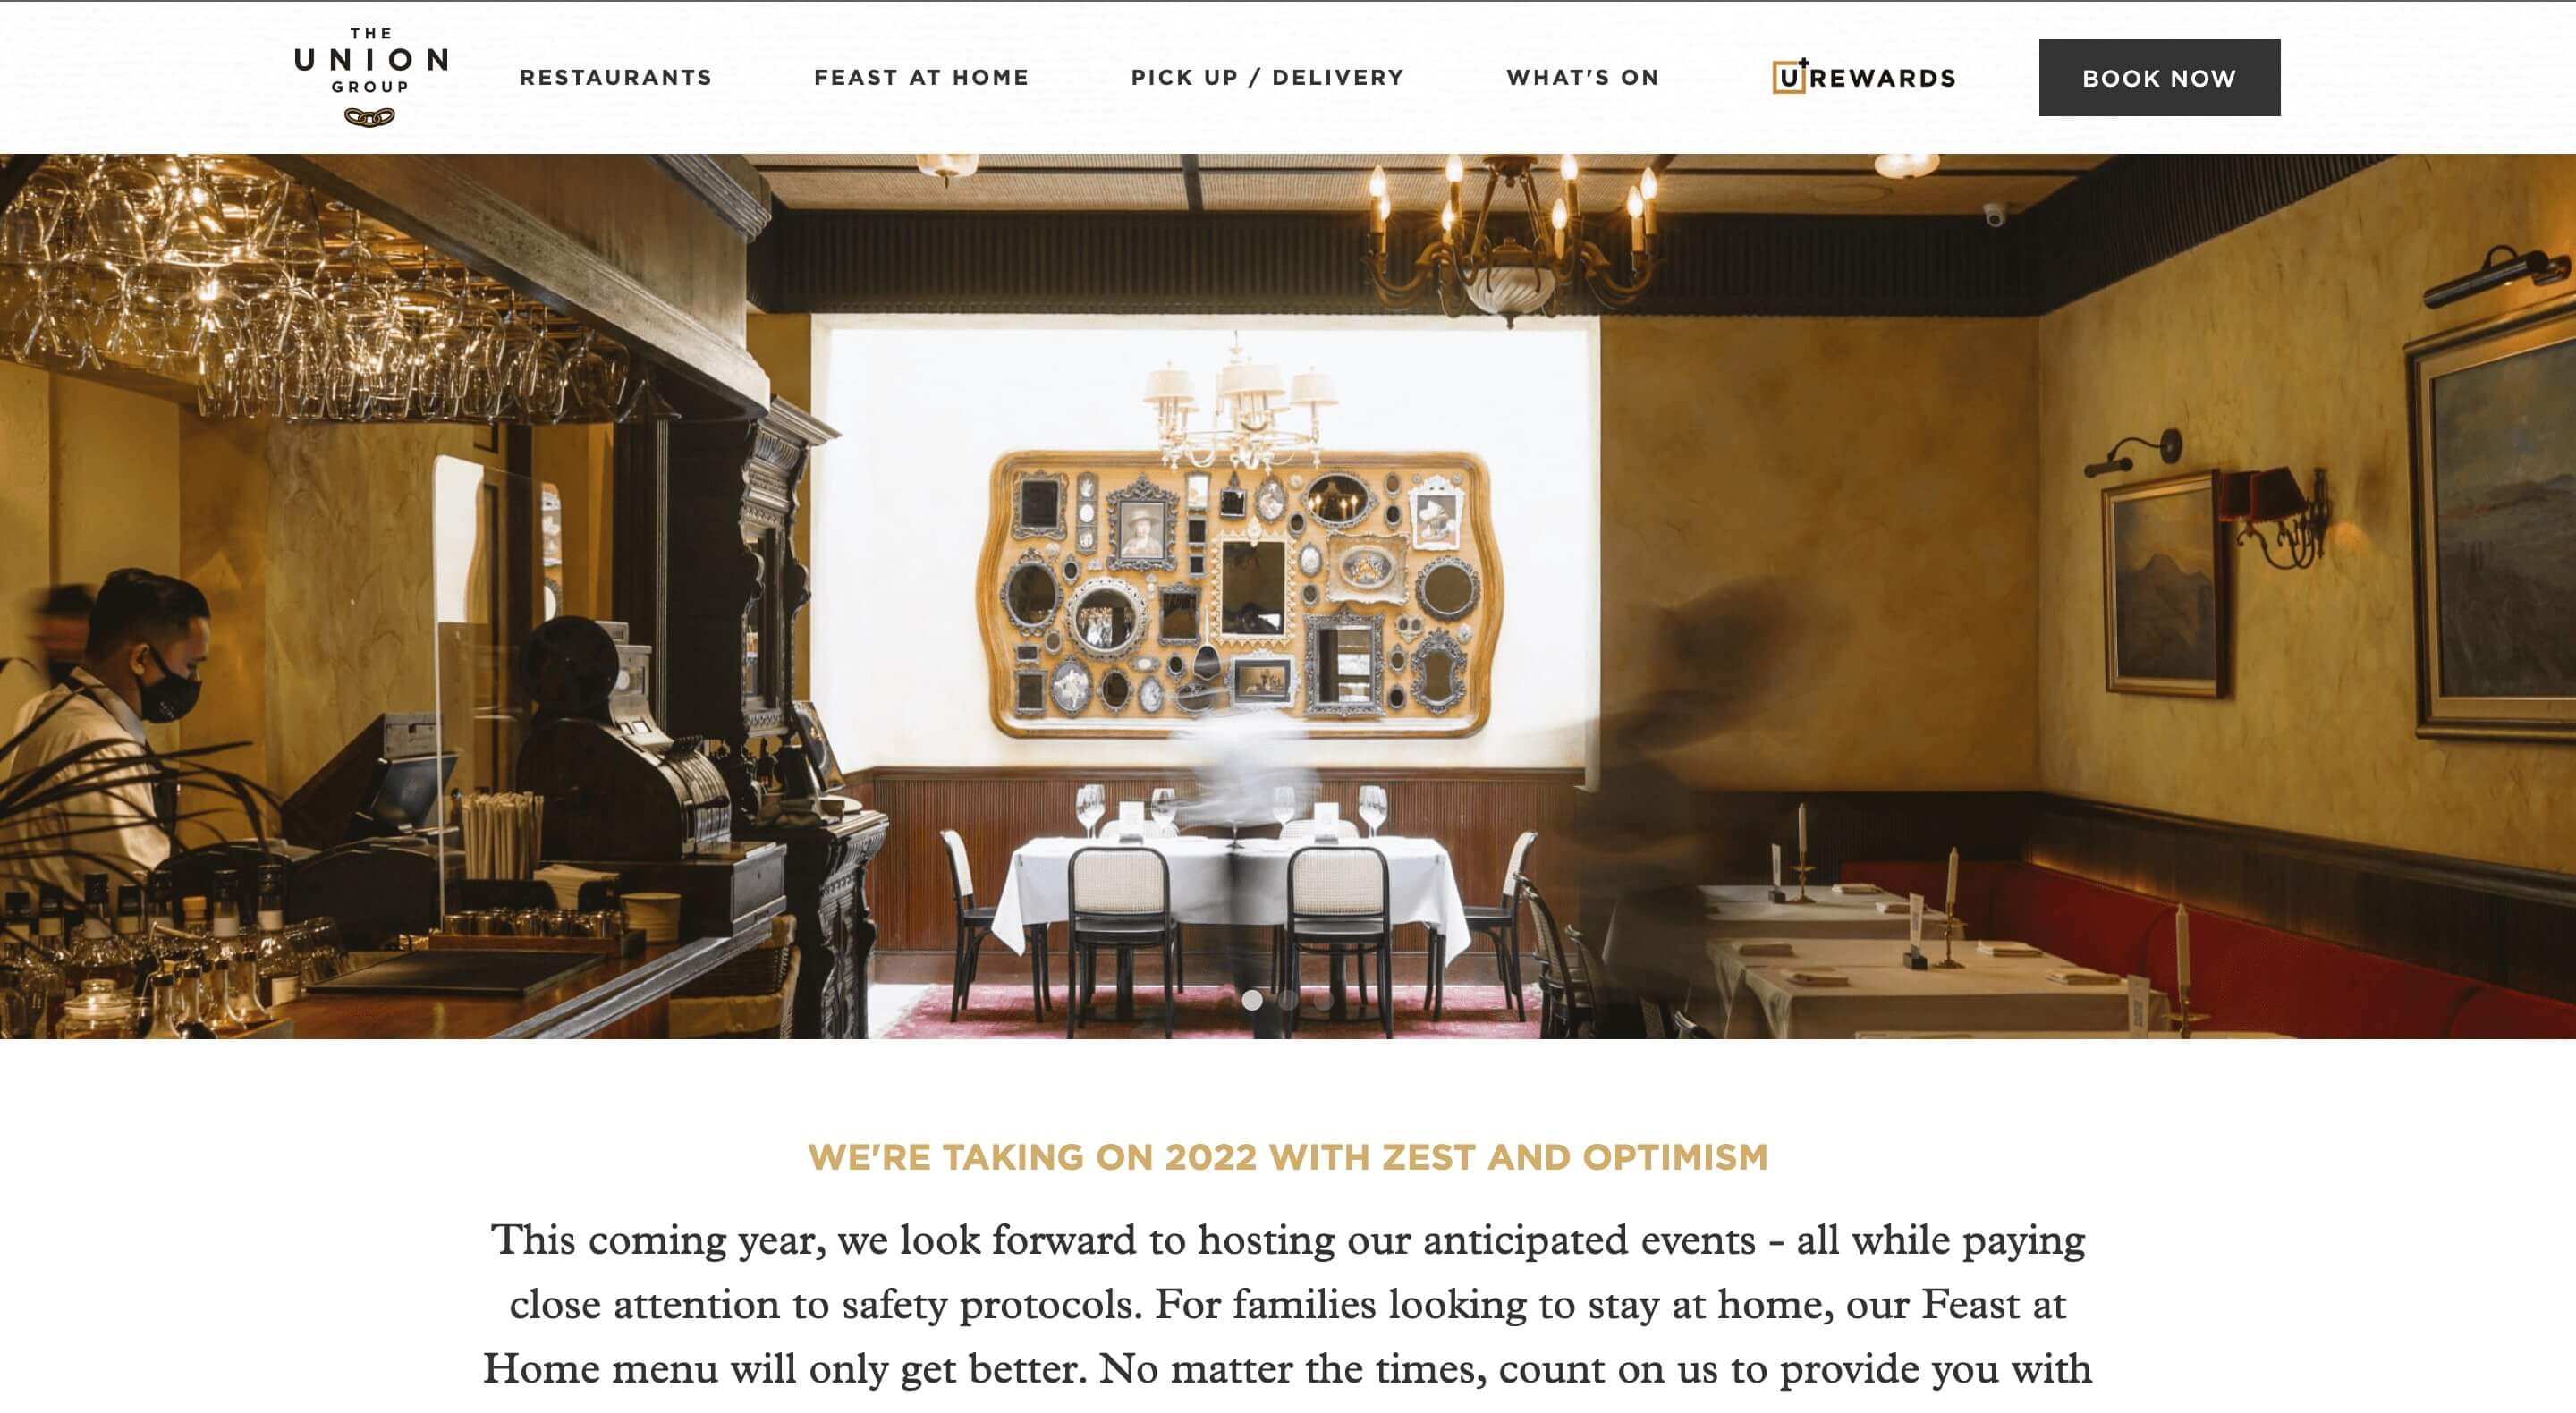 THE
UNION
GROUP
RESTAURANTS
FEAST AT HOME
PICK UP / DELIVERY
WHAT'S ON
U+REWARDS
BOOK NOW
WE'RE TAKING ON 2022 WITH ZEST AND OPTIMISM
This coming year, we look forward to hosting our anticipated events - all while paying
close attention to safety protocols. For families looking to stay at home, our Feast at
Home menu will only get better. No matter the times, count on us to provide you with